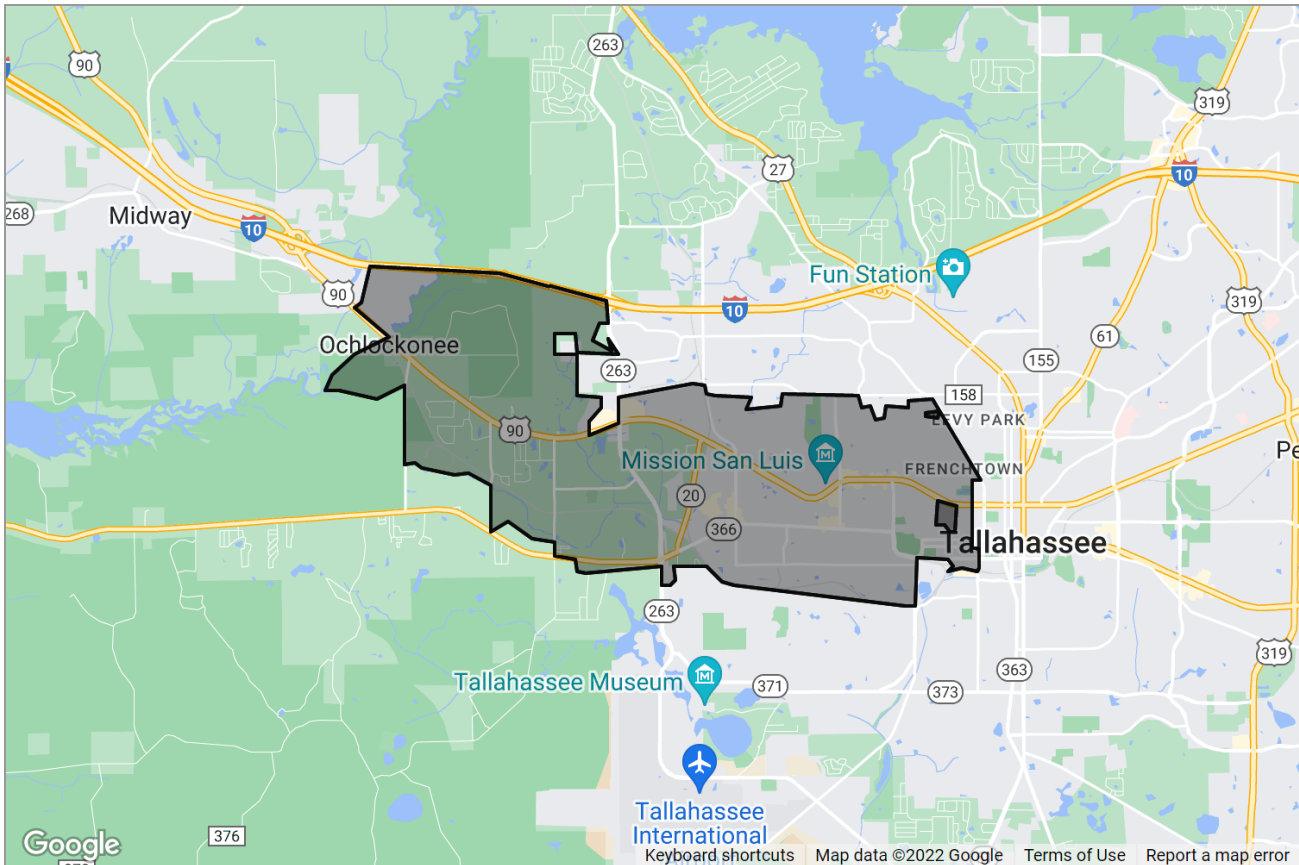 263
90
319
27
10
268
Midway
10
Fun Station
90
10
319
Ochlockonee
61
155
263
158
LEVY PARK
90
Mission San Luis
Pe
FRENCHTOWN
20
366
Tallahassee
263
363
319
Tallahassee Museum
371
373
Tallahassee
International
376
Google
Keyboard shortcuts
Map data ©2022 Google
Terms of Use
Report a map error